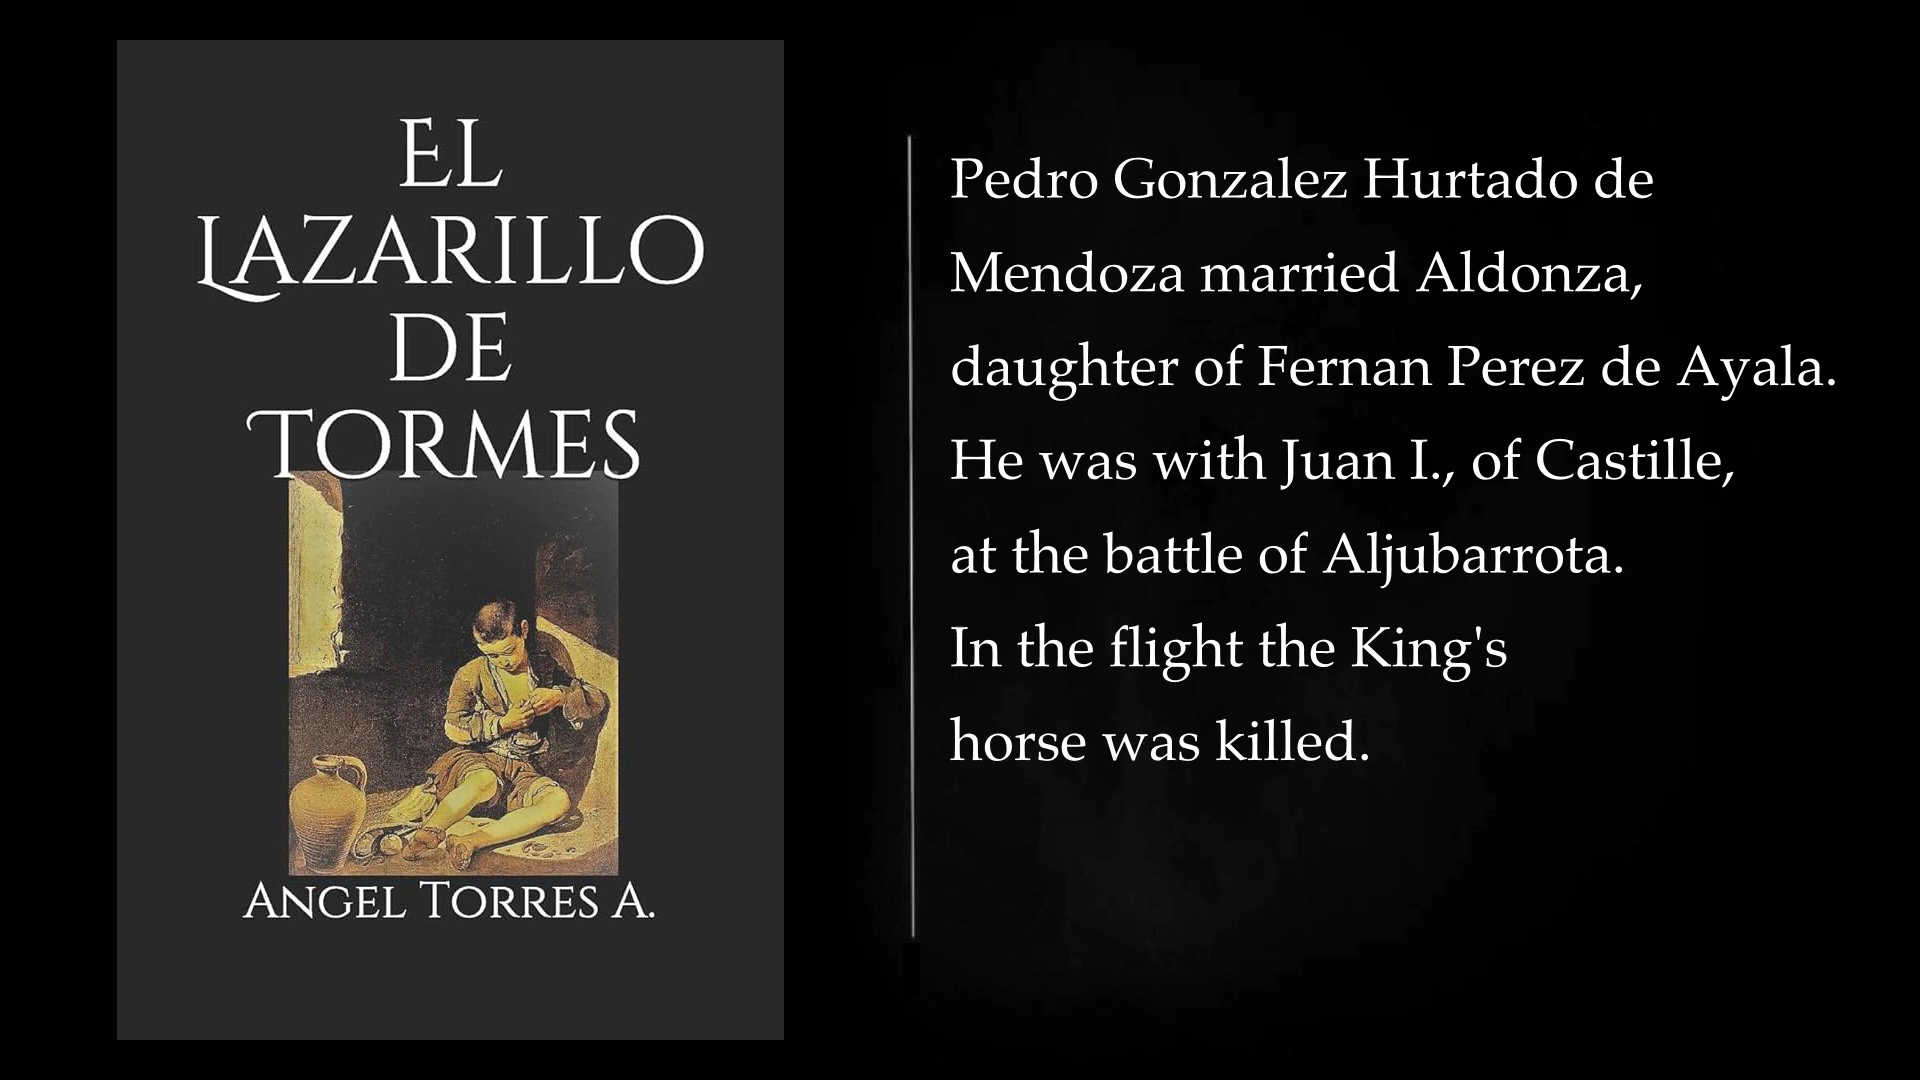 EL
LAZARILLO
DE
TORMES
ANGEL TORRES A.
Pedro Gonzalez Hurtado de
Mendoza married Aldonza,
daughter of Fernan Perez de Ayala.
He was with Juan I., of Castille,
at the battle of Aljubarrota.
In the flight the King's
horse was killed.